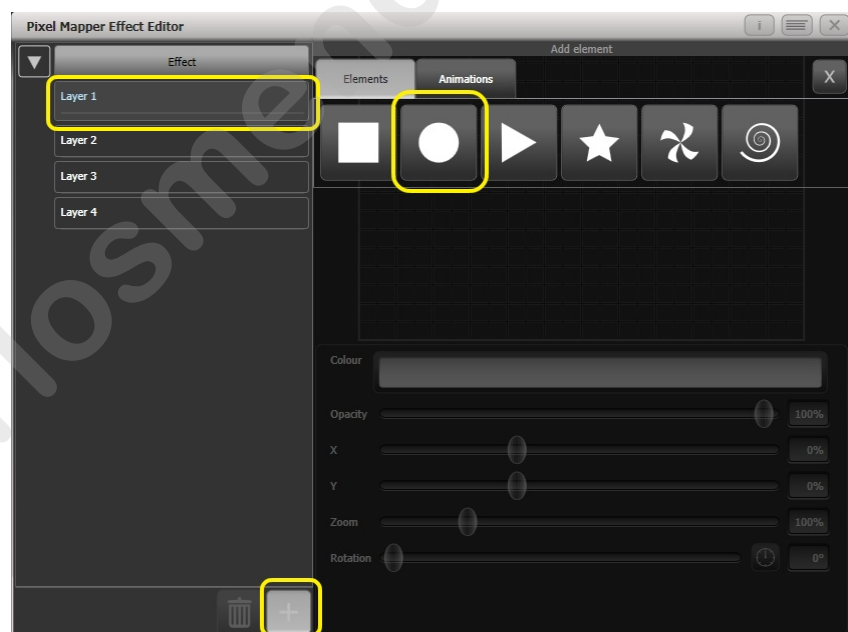 Pixel Mapper Effect Editor
Add element
Effect
Elements
Animations
X
Layer 1
Layer 2
Layer 3
Layer 4
Colour
Opacity
100%
X
0%
Y
0%
Zoom
100%
Rotation
0°